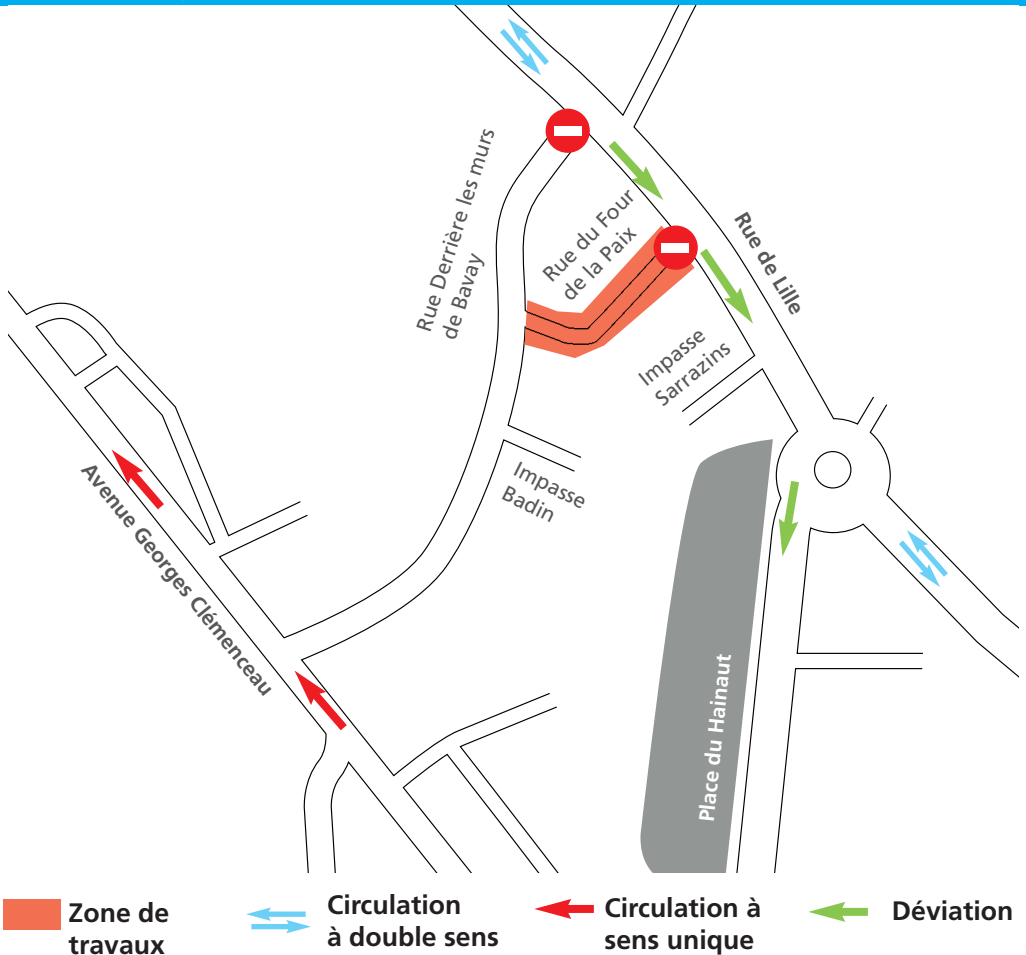 Rue Derrière les murs
de Bavay
Rue du Four
de la Paix
Rue de Lille
Impasse
Sarrazins
Impasse
Badin
Avenue Georges Clémenceau
Place du Hainaut
Zone de
travaux
Circulation
à double sens
Circulation à
sens unique
Déviation